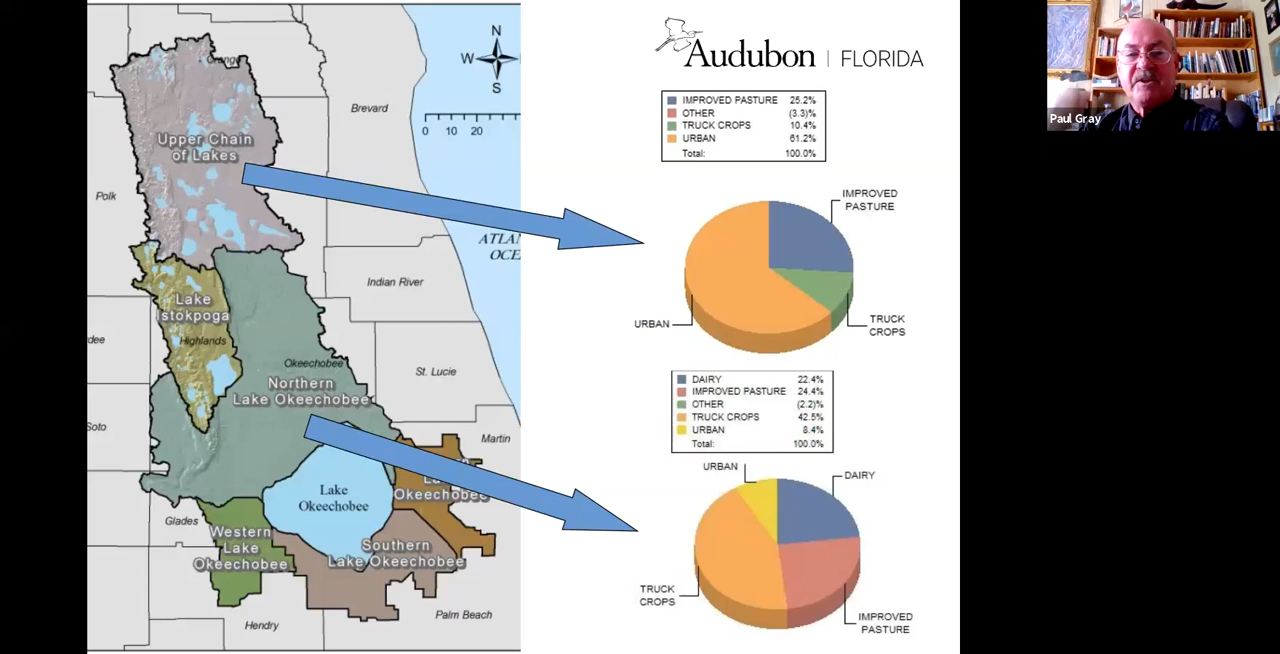 N
W
S
0
10
20
Orange
Brevard
Upper Chain
of Lakes
Polk
ATLAN
OCE
Indian River
Lake
Istokpoga
dee
Highlands
Okeechobee
St. Lucie
Northern
Lake Okeechobee
Soto
Martin
La
Okeechobee
Lake
Okeechobee
Glades
Western
Lake
Okeechobee
Southern
Lake Okeechobee
Palm Beach
Hendry
Audubon | FLORIDA
IMPROVED PASTURE 25.2%
OTHER (3.3)%
TRUCK CROPS 10.4%
URBAN 61.2%
Total: 100.0%
IMPROVED
PASTURE
URBAN
TRUCK
CROPS
DAIRY 22.4%
IMPROVED PASTURE 24.4%
OTHER (2.2)%
TRUCK CROPS 42.5%
URBAN 8.4%
Total: 100.0%
URBAN
DAIRY
TRUCK
CROPS
IMPROVED
PASTURE
Paul Gray